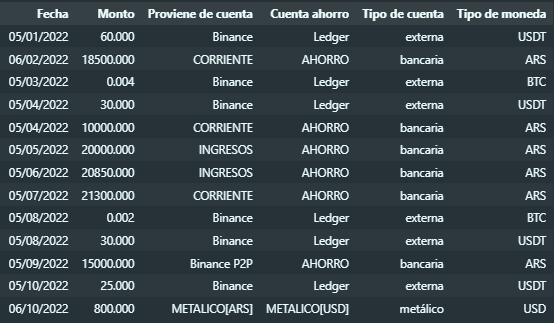 Fecha Monto Proviene de cuenta Cuenta ahorro Tipo de cuenta Tipo de moneda
05/01/2022 60.000 Binance Ledger externa USDT
06/02/2022 18500.000 CORRIENTE AHORRO bancaria ARS
05/03/2022 0.004 Binance Ledger externa BTC
05/04/2022 30.000 Binance Ledger externa USDT
05/04/2022 10000.000 CORRIENTE AHORRO bancaria ARS
05/05/2022 20000.000 INGRESOS AHORRO bancaria ARS
05/06/2022 20850.000 INGRESOS AHORRO bancaria ARS
05/07/2022 21300.000 CORRIENTE AHORRO bancaria ARS
05/08/2022 0.002 Binance Ledger externa BTC
05/08/2022 30.000 Binance Ledger externa USDT
05/09/2022 15000.000 Binance P2P AHORRO bancaria ARS
05/10/2022 25.000 Binance Ledger externa USDT
06/10/2022 800.000 METALICO[ARS] METALICO[USD] metálico USD